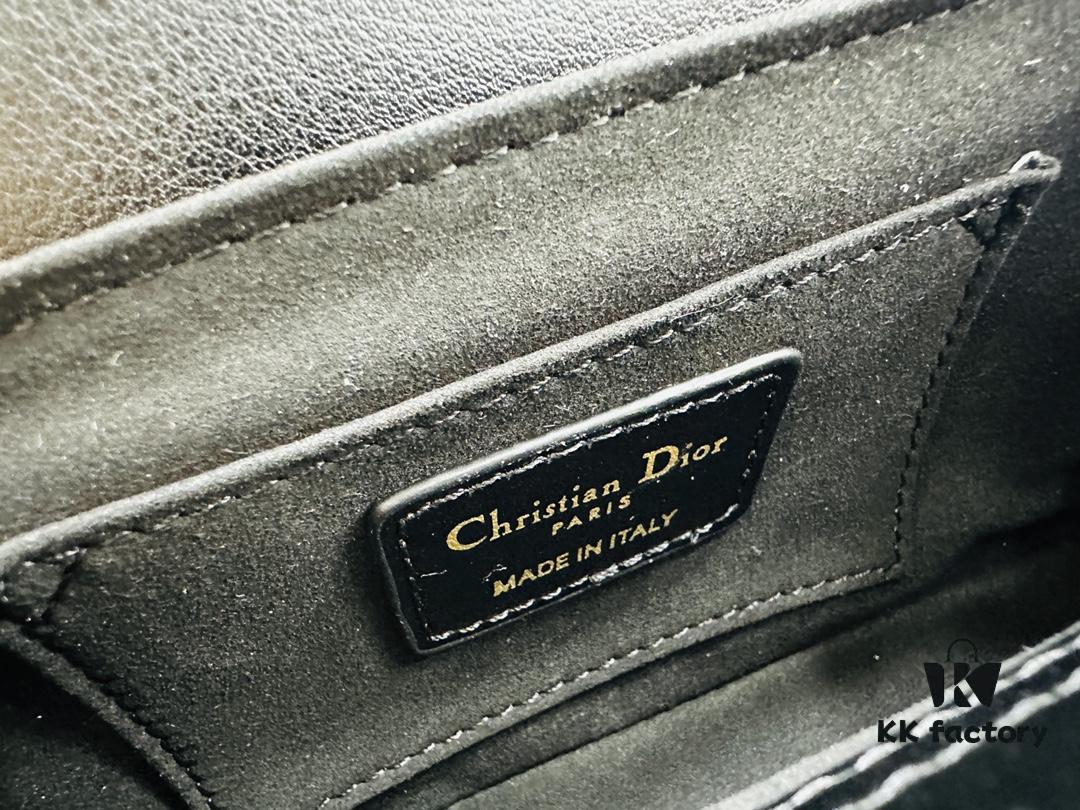 Christian Dior
PARIS
MADE IN ITALY
KK factory